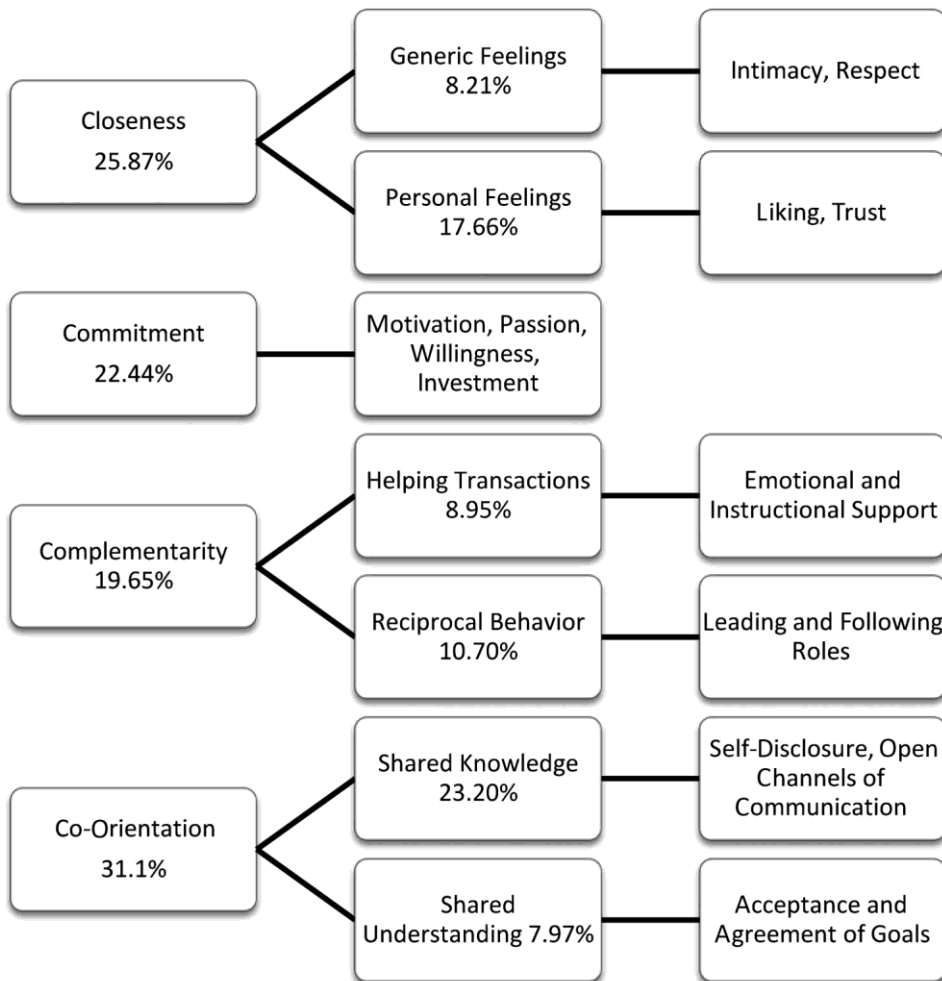 Closeness
25.87%
Generic Feelings
8.21%
Intimacy, Respect
Personal Feelings
17.66%
Liking, Trust
Commitment
22.44%
Motivation, Passion,
Willingness,
Investment
Complementarity
19.65%
Helping Transactions
8.95%
Emotional and
Instructional Support
Reciprocal Behavior
10.70%
Leading and Following
Roles
Co-Orientation
31.1%
Shared Knowledge
23.20%
Self-Disclosure, Open
Channels of
Communication
Shared
Understanding 7.97%
Acceptance and
Agreement of Goals